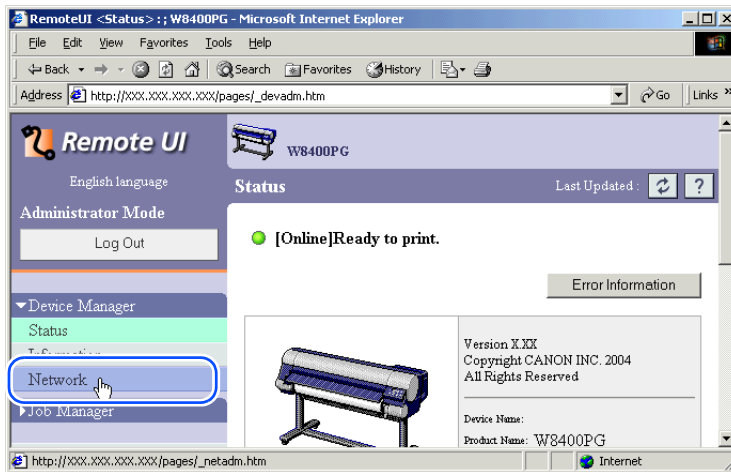 RemoteUI <Status> : ; W8400PG - Microsoft Internet Explorer
File Edit View Favorites Tools Help
Back Search Favorites History
Address http://XXX.XXX.XXX.XXX/pages/_devadm.htm Go Links »
Remote UI
W8400PG
English language
Status
Last Updated : ?
Administrator Mode
Log Out
[Online]Ready to print.
Error Information
Device Manager
Status
Information
Network
Job Manager
Version X.XX
Copyright CANON INC. 2004
All Rights Reserved
Device Name:
Product Name: W8400PG
http://XXX.XXX.XXX.XXX/pages/_netadm.htm Internet